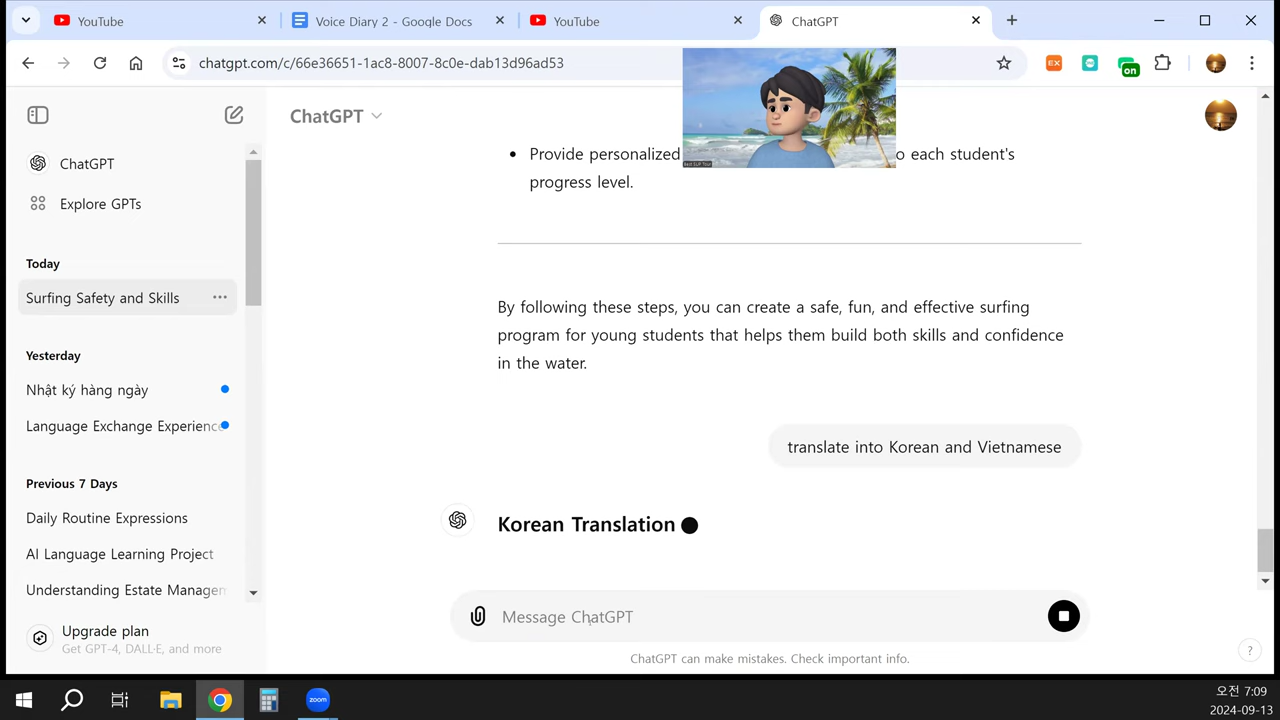 YouTube
Voice Diary 2 - Google Docs
YouTube
ChatGPT
chatgpt.com/c/66e36651-1ac8-8007-8c0e-dab13d96ad53
EX
on
ChatGPT
ChatGPT
Explore GPTs
Today
Surfing Safety and Skills
Yesterday
Nhật ký hàng ngày
Language Exchange Experienc
Previous 7 Days
Daily Routine Expressions
AI Language Learning Project
Understanding Estate Managem
Upgrade plan
Get GPT-4, DALL·E, and more
Provide personalized
o each student's
progress level.
By following these steps, you can create a safe, fun, and effective surfing
program for young students that helps them build both skills and confidence
in the water.
translate into Korean and Vietnamese
Korean Translation
Message ChatGPT
ChatGPT can make mistakes. Check important info.
?
zoom
오전 7:09
2024-09-13